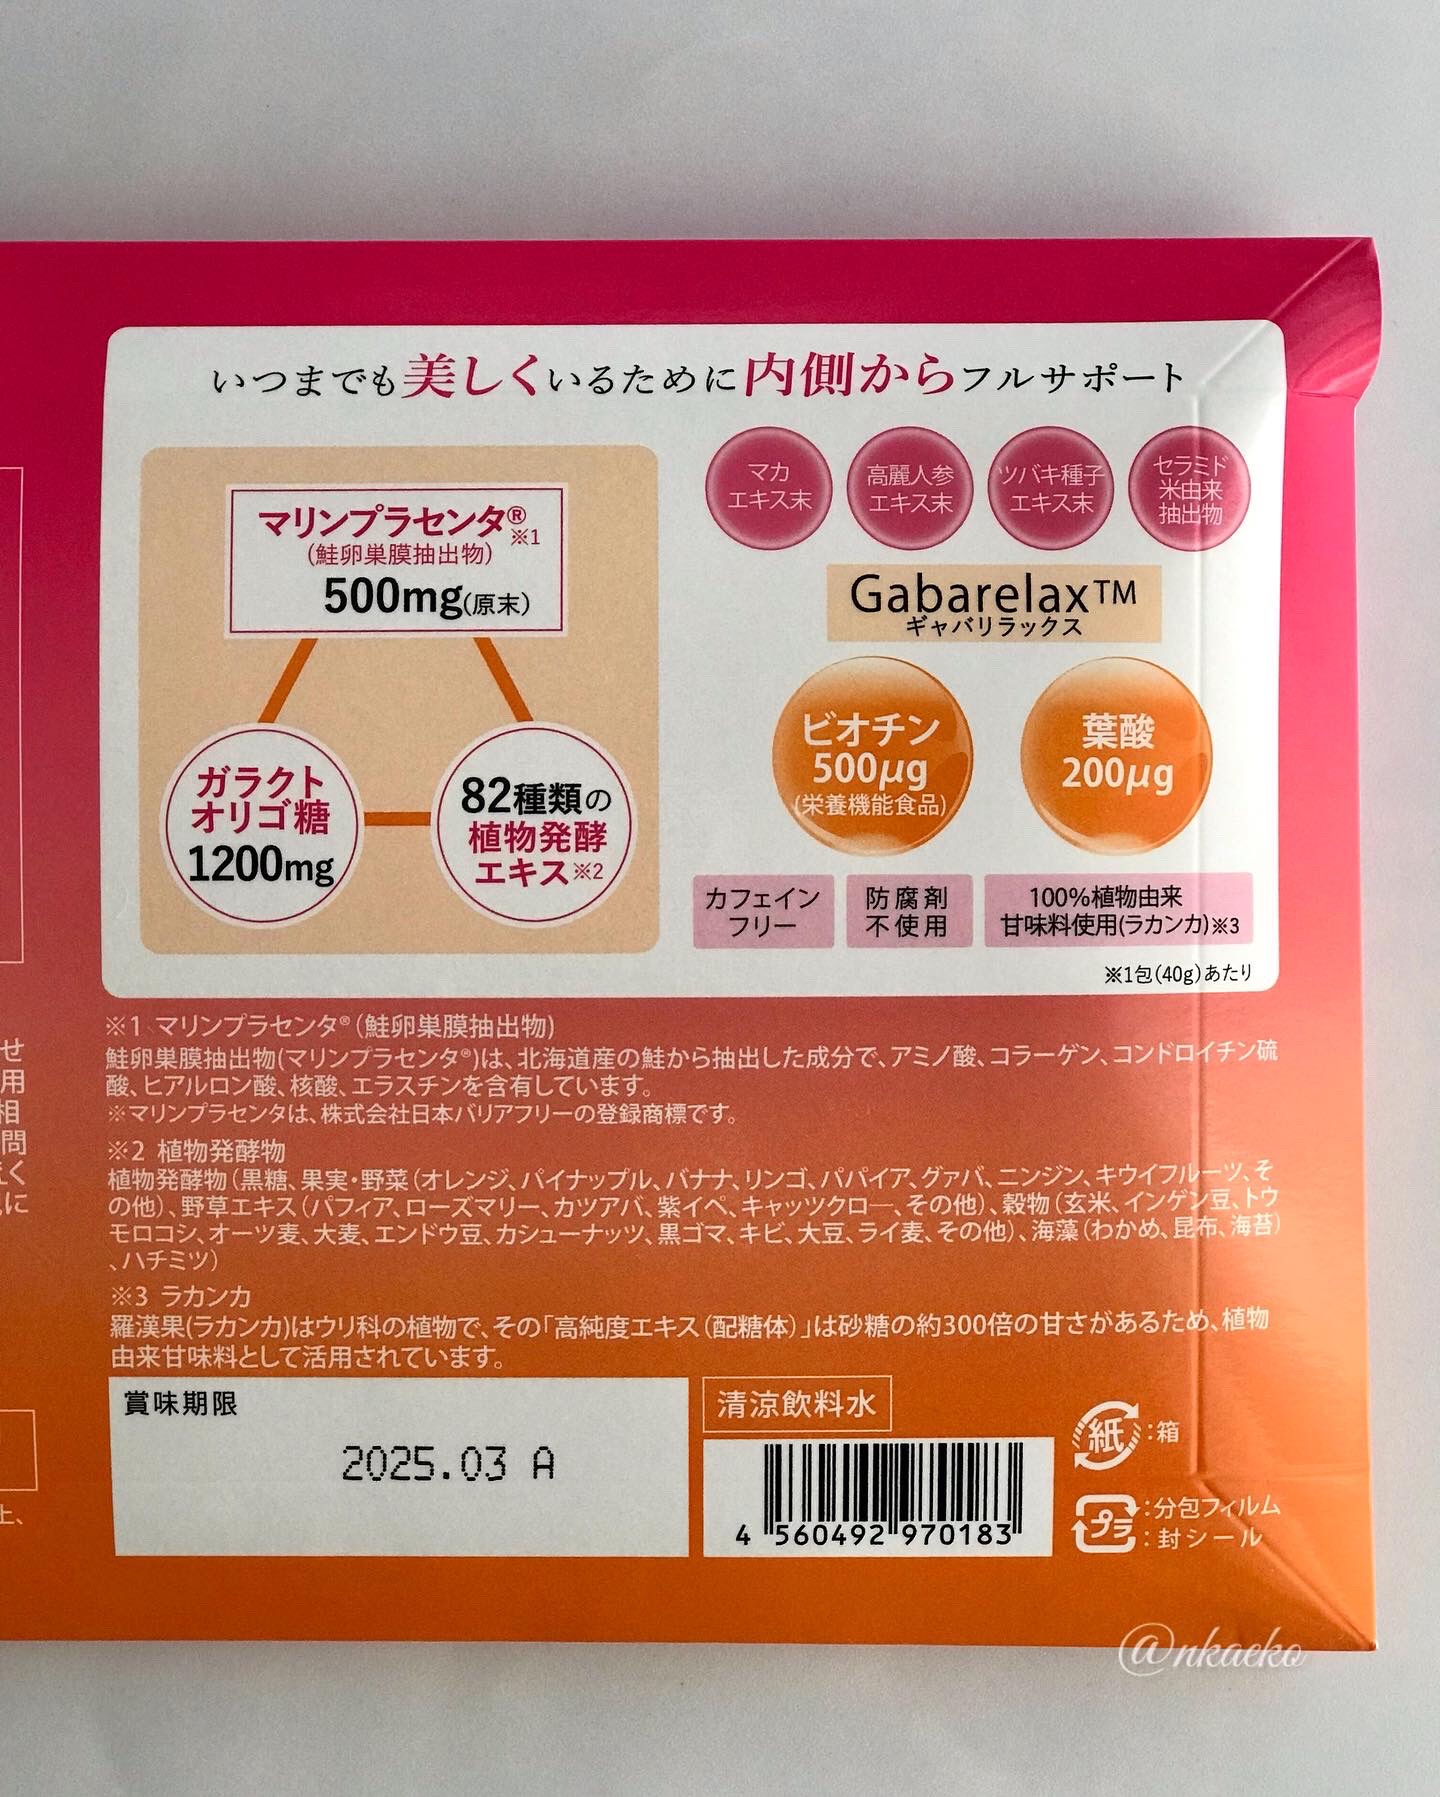 いつまでも美しくいるために内側からフルサポート
マリンプラセンタ®※1
(鮭卵巣膜抽出物)
500mg(原末)
ガラクト
オリゴ糖
1200mg
82種類の
植物発酵
エキス※2
マカ
エキス末
高麗人参
エキス末
ツバキ種子
エキス末
セラミド
米由来
抽出物
Gabarelax™
ギャバリラックス
ビオチン
500μg
(栄養機能食品)
葉酸
200μg
カフェイン
フリー
防腐剤
不使用
100%植物由来
甘味料使用(ラカンカ)※3
※1包(40g)あたり
※1 マリンプラセンタ®(鮭卵巣膜抽出物)
鮭卵巣膜抽出物(マリンプラセンタ®)は、北海道産の鮭から抽出した成分で、アミノ酸、コラーゲン、コンドロイチン硫
酸、ヒアルロン酸、核酸、エラスチンを含有しています。
※マリンプラセンタは、株式会社日本バリアフリーの登録商標です。
※2 植物発酵物
植物発酵物(黒糖、果実・野菜(オレンジ、パイナップル、バナナ、リンゴ、パパイア、グァバ、ニンジン、キウイフルーツ、そ
の他)、野草エキス(パフィア、ローズマリー、カツアバ、紫イペ、キャッツクロ―、その他)、穀物(玄米、インゲン豆、トウ
モロコシ、オーツ麦、大麦、エンドウ豆、カシューナッツ、黒ゴマ、キビ、大豆、ライ麦、その他)、海藻(わかめ、昆布、海苔)
、ハチミツ)
※3 ラカンカ
羅漢果(ラカンカ)はウリ科の植物で、その「高純度エキス(配糖体)」は砂糖の約300倍の甘さがあるため、植物
由来甘味料として活用されています。
賞味期限
2025.03 A
清涼飲料水
4 560492 970183
紙:箱
プラ:分包フィルム
:封シール
せ
用
相
問
く
に
上、
@nkaeko